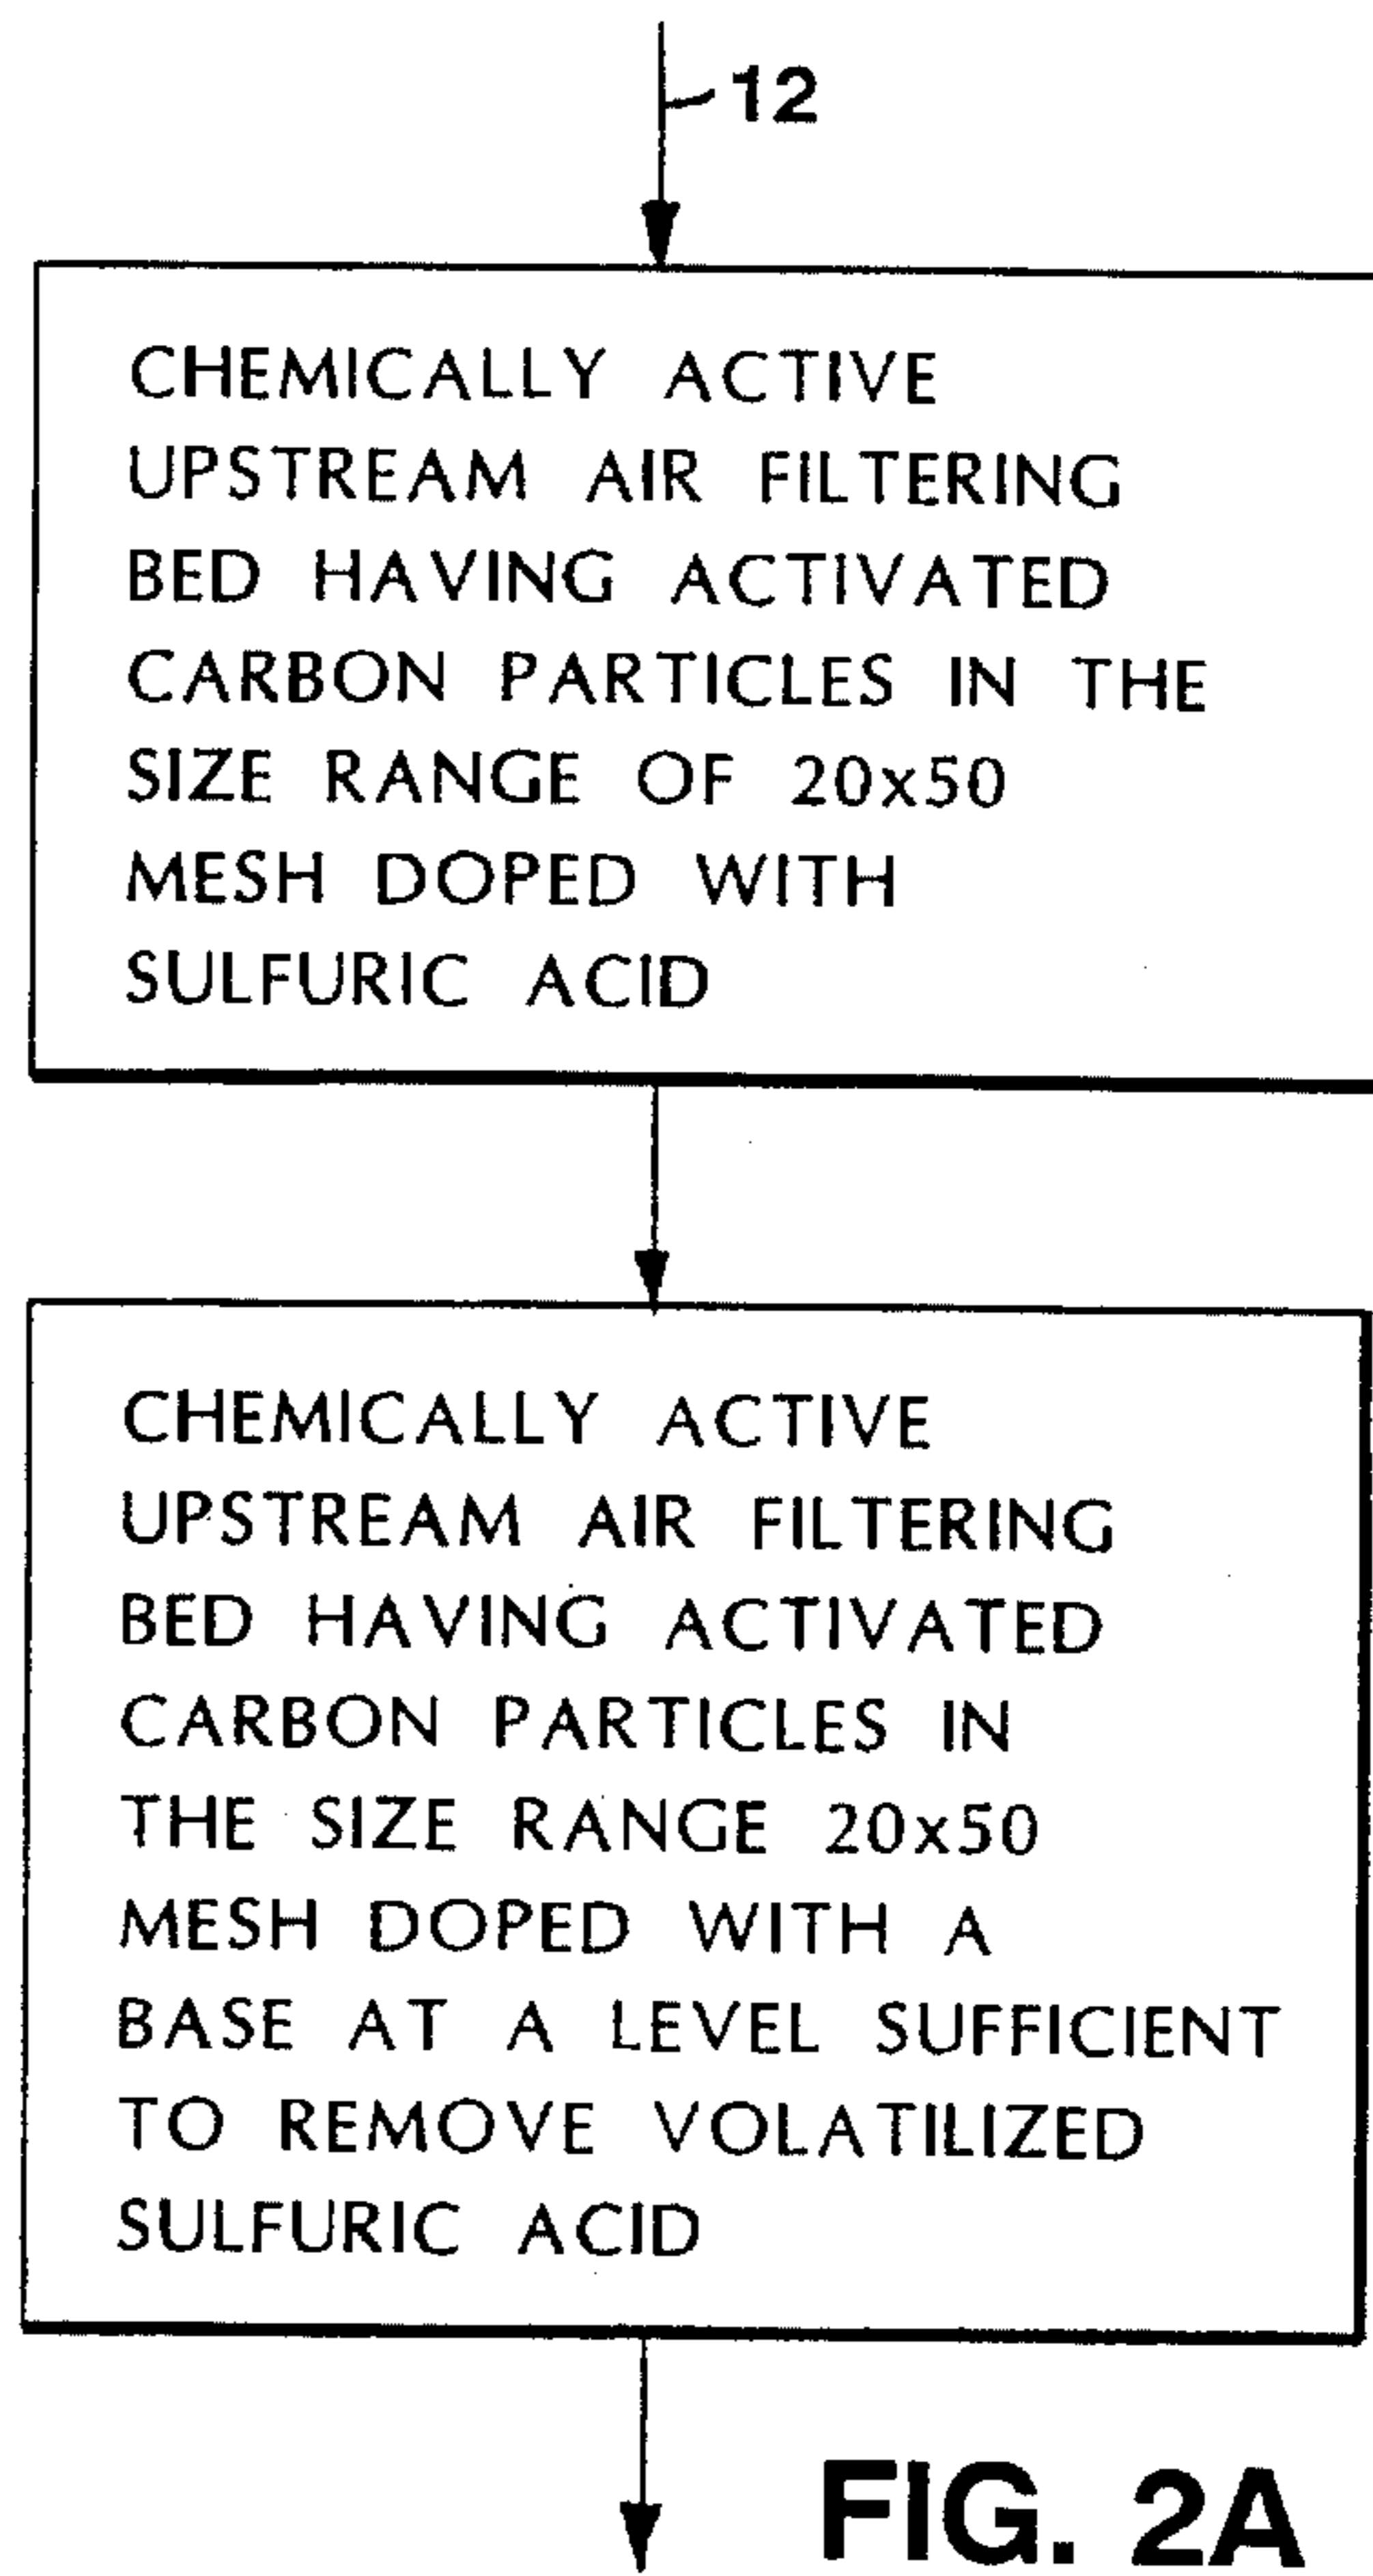 12
CHEMICALLY ACTIVE
UPSTREAM AIR FILTERING
BED HAVING ACTIVATED
CARBON PARTICLES IN THE
SIZE RANGE OF 20x50
MESH DOPED WITH
SULFURIC ACID
CHEMICALLY ACTIVE
UPSTREAM AIR FILTERING
BED HAVING ACTIVATED
CARBON PARTICLES IN
THE SIZE RANGE 20x50
MESH DOPED WITH A
BASE AT A LEVEL SUFFICIENT
TO REMOVE VOLATILIZED
SULFURIC ACID
FIG. 2A